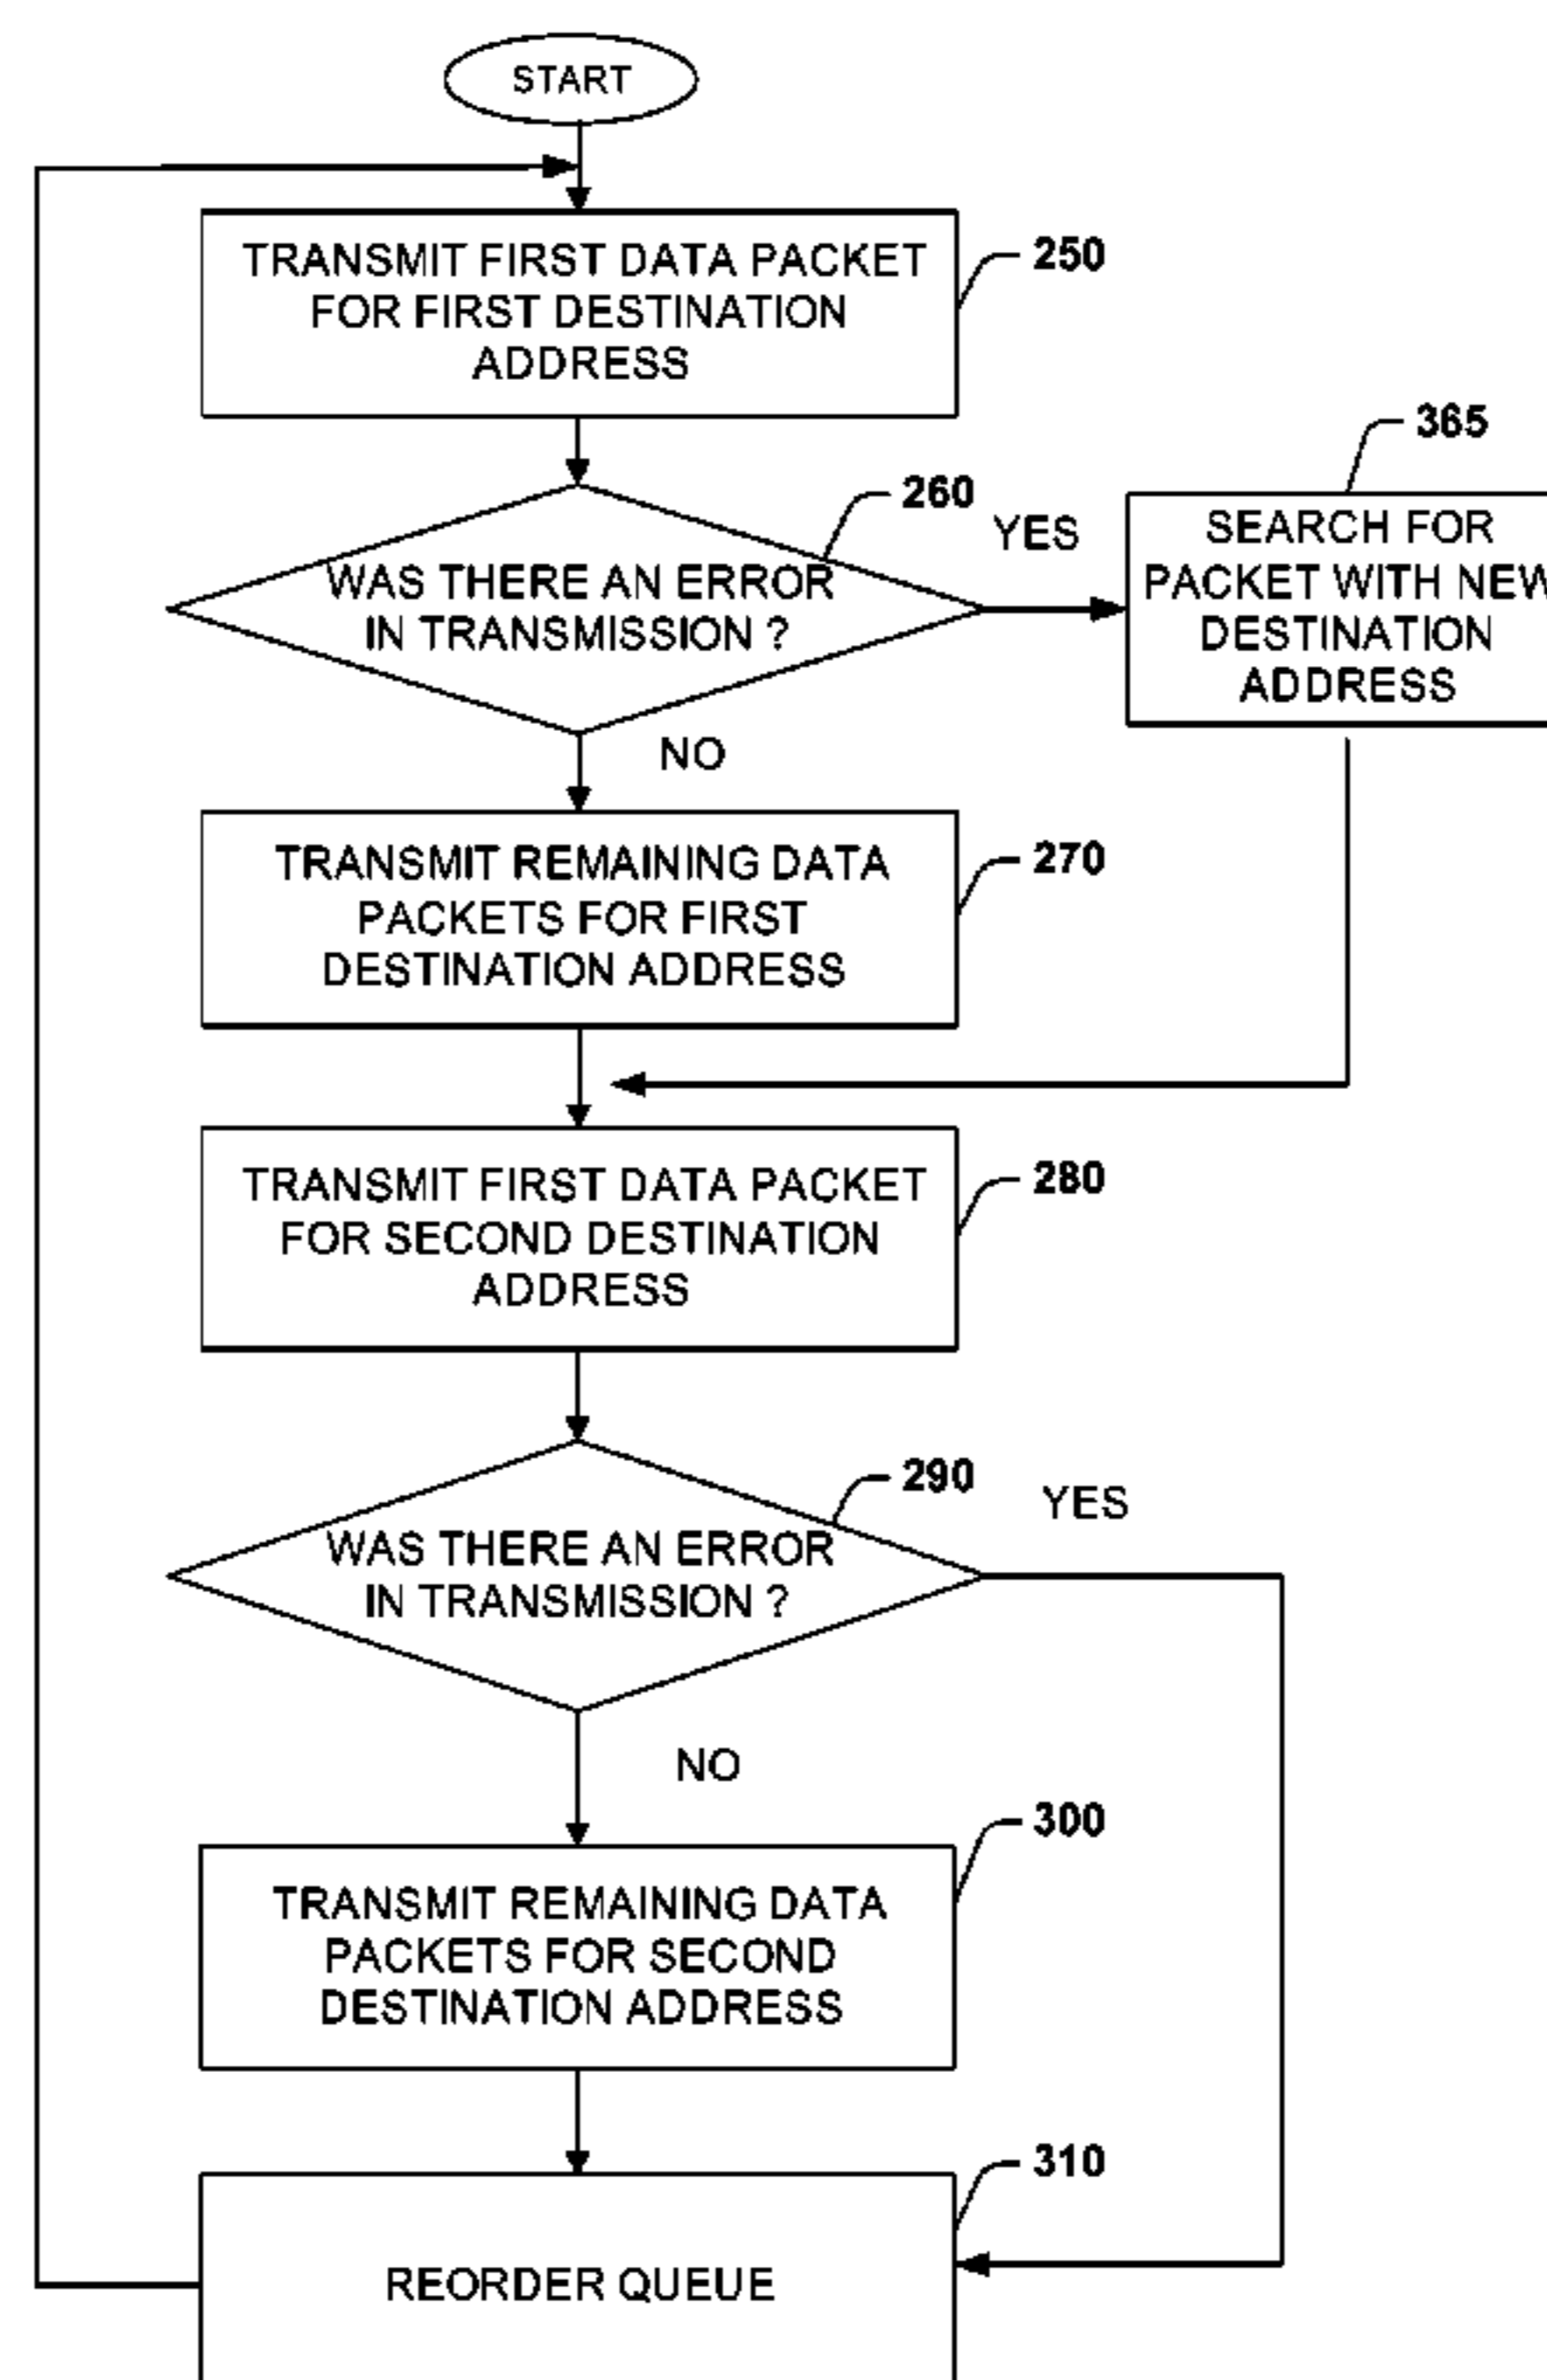 START
TRANSMIT FIRST DATA PACKET
FOR FIRST DESTINATION
ADDRESS
250
365
260
YES
WAS THERE AN ERROR
IN TRANSMISSION ?
SEARCH FOR
PACKET WITH NEW
DESTINATION
ADDRESS
NO
TRANSMIT REMAINING DATA
PACKETS FOR FIRST
DESTINATION ADDRESS
270
TRANSMIT FIRST DATA PACKET
FOR SECOND DESTINATION
ADDRESS
280
290
YES
WAS THERE AN ERROR
IN TRANSMISSION ?
NO
300
TRANSMIT REMAINING DATA
PACKETS FOR SECOND
DESTINATION ADDRESS
310
REORDER QUEUE